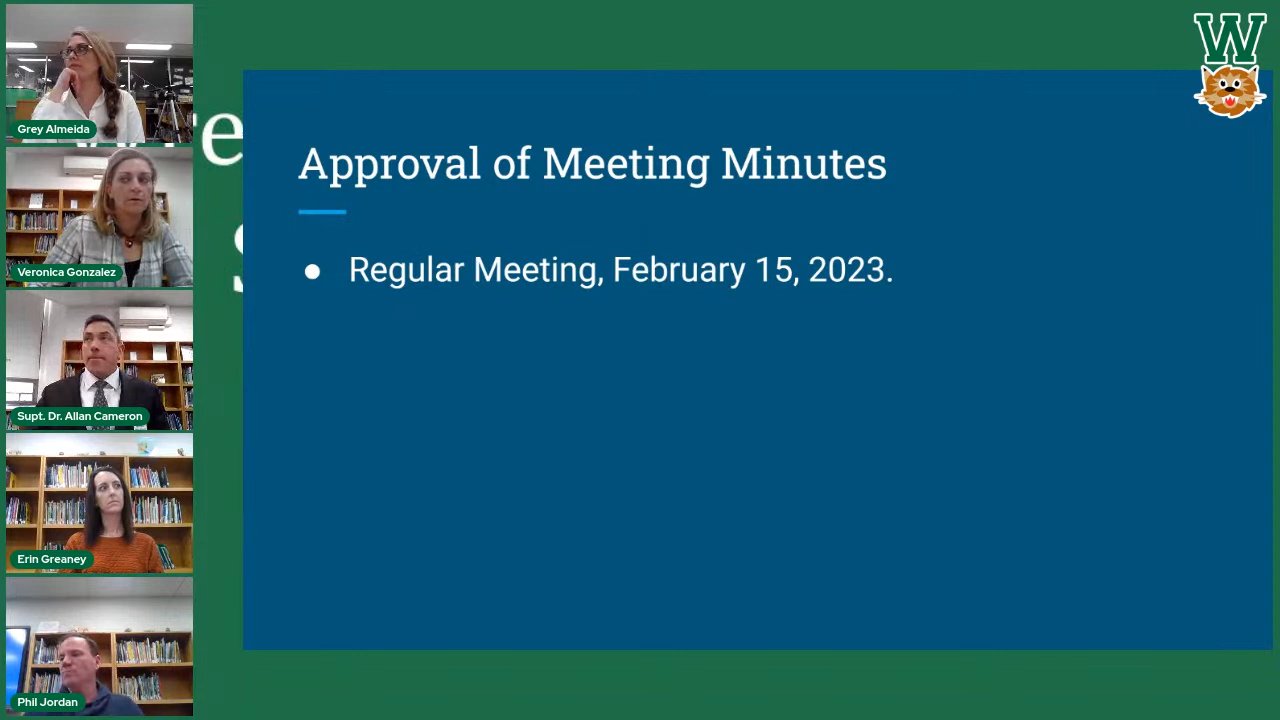 W
Grey Almeida
Veronica Gonzalez
Supt. Dr. Allan Cameron
Erin Greaney
Phil Jordan
Approval of Meeting Minutes
● Regular Meeting, February 15, 2023.